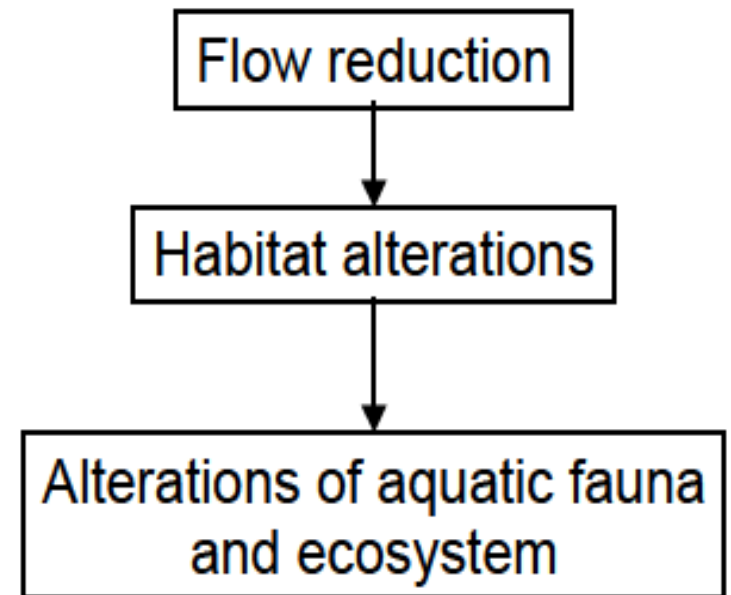 Flow reduction
Habitat alterations
Alterations of aquatic fauna
and ecosystem